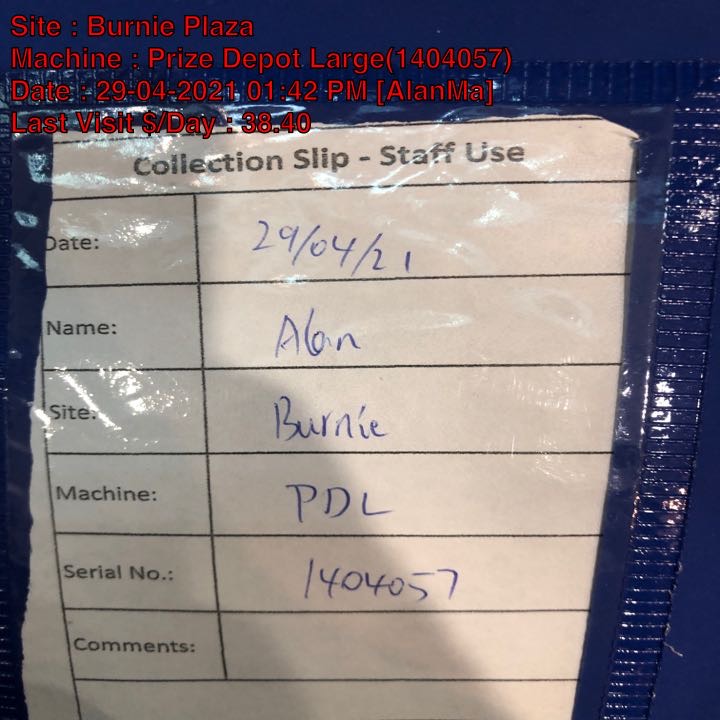 Site : Burnie Plaza
Machine : Prize Depot Large(1404057)
Date : 29-04-2021 01:42 PM [AlanMa]
Last Visit $/Day : 38.40
Collection Slip - Staff Use
Date: 29/04/21
Name: Alan
Site: Burnie
Machine: PDL
Serial No.: 1404057
Comments: